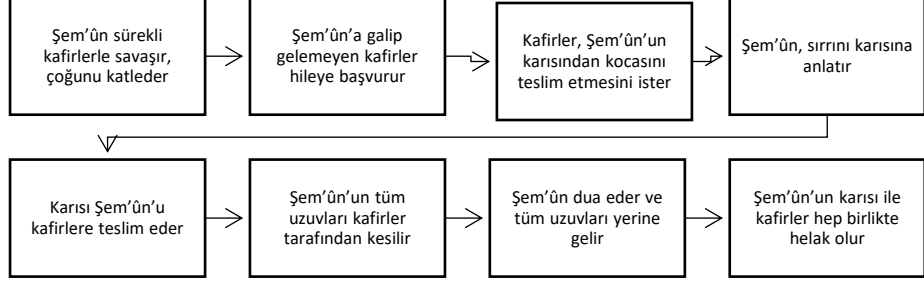 Şem’ûn sürekli
kafirlerle savaşır,
çoğunu katleder
Şem’ûn’a galip
gelemeyen kafirler
hileye başvurur
Kafirler, Şem’ûn’un
karısından kocasını
teslim etmesini ister
Şem’ûn, sırrını karısına
anlatır
Karısı Şem’ûn’u
kafirlere teslim eder
Şem’ûn’un tüm
uzuvları kafirler
tarafından kesilir
Şem’ûn dua eder ve
tüm uzuvları yerine
gelir
Şem’ûn’un karısı ile
kafirler hep birlikte
helak olur